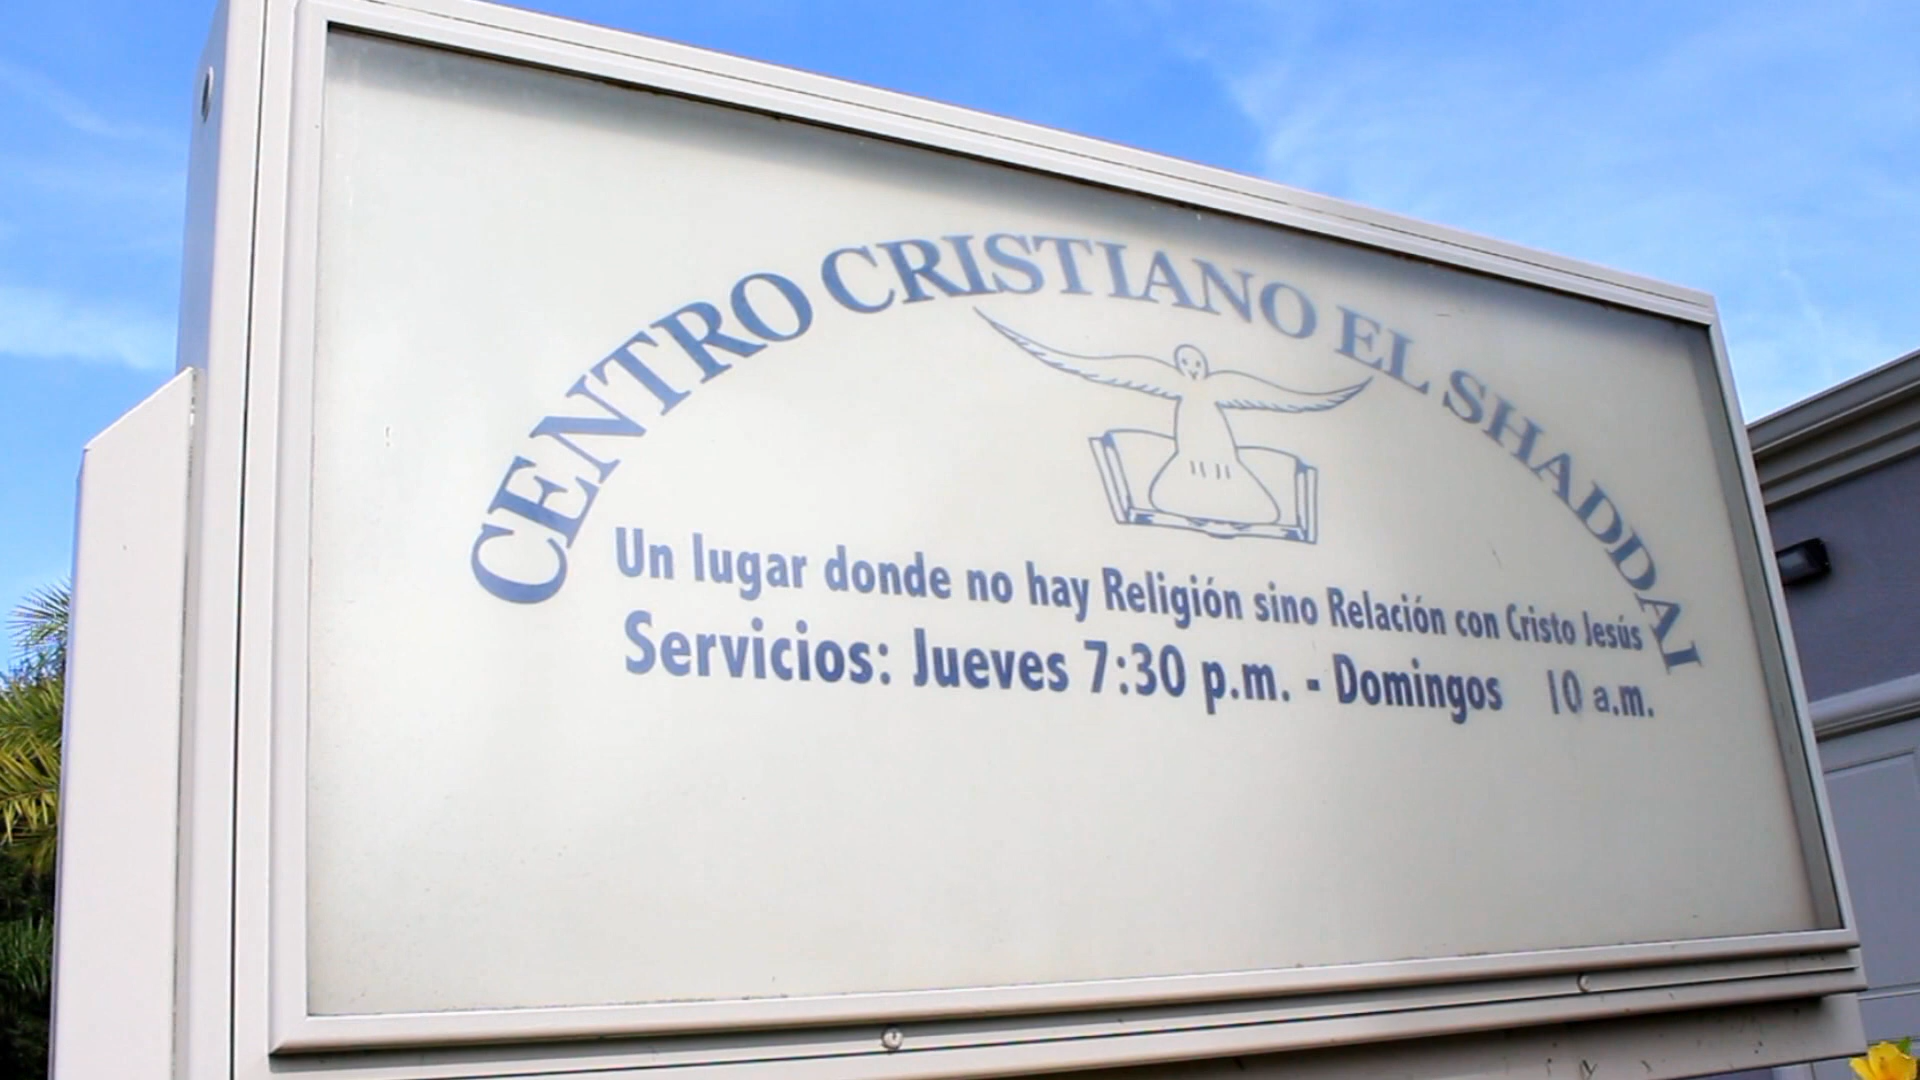 CENTRO CRISTIANO EL SHADDAI
Un lugar donde no hay Religión sino Relación con Cristo Jesús
Servicios: Jueves 7:30 p.m. - Domingos 10 a.m.